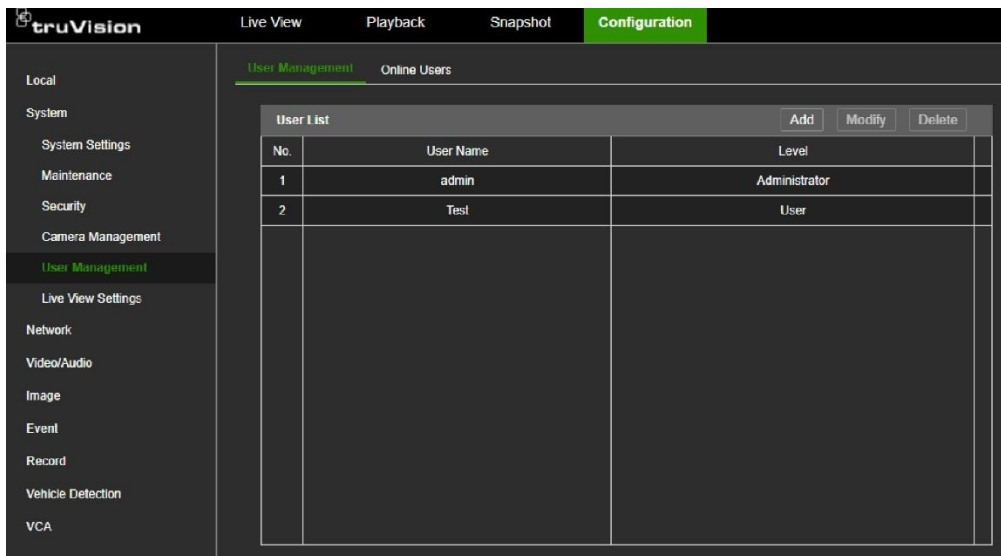 truVision Live View Playback Snapshot Configuration
User Management Online Users
Local
System
System Settings
Maintenance
Security
Camera Management
User Management
Live View Settings
Network
Video/Audio
Image
Event
Record
Vehicle Detection
VCA
User List Add Modify Delete
No. User Name Level
1 admin Administrator
2 Test User